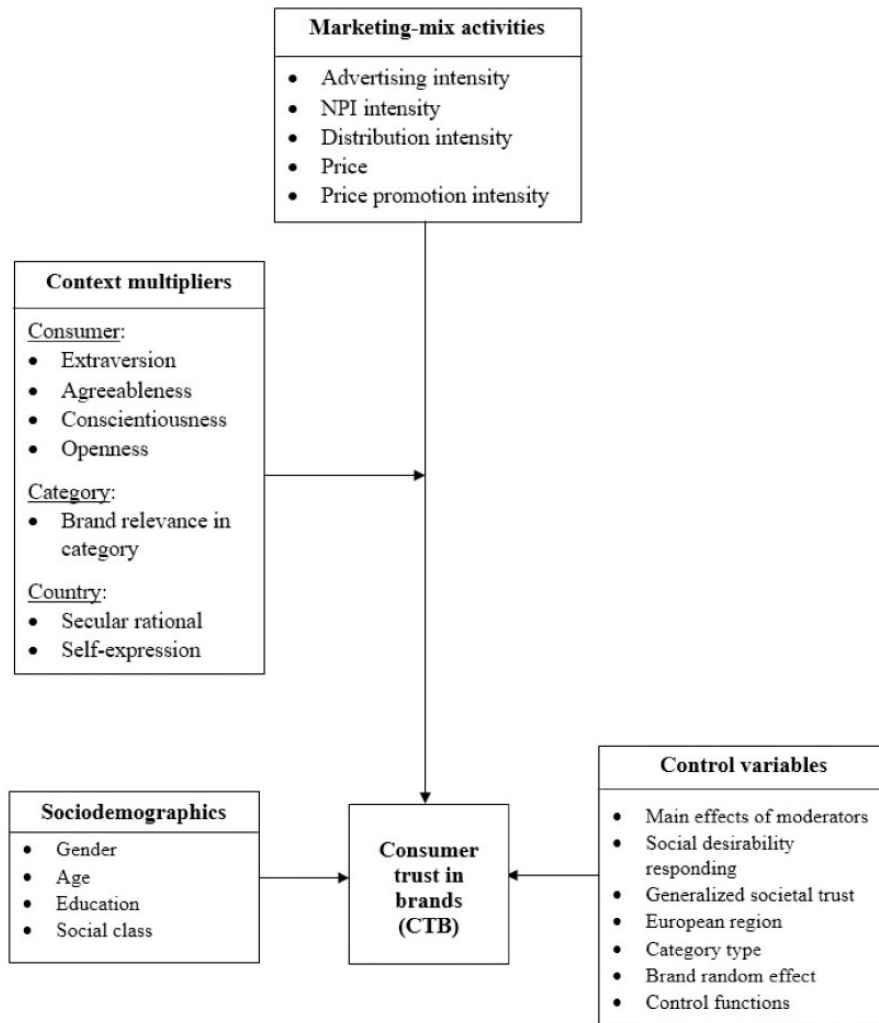 Marketing-mix activities
• Advertising intensity
• NPI intensity
• Distribution intensity
• Price
• Price promotion intensity
Context multipliers
Consumer:
• Extraversion
• Agreeableness
• Conscientiousness
• Openness
Category:
• Brand relevance in
category
Country:
• Secular rational
• Self-expression
Sociodemographics
• Gender
• Age
• Education
• Social class
Consumer
trust in
brands
(CTB)
Control variables
• Main effects of moderators
• Social desirability
responding
• Generalized societal trust
• European region
• Category type
• Brand random effect
• Control functions